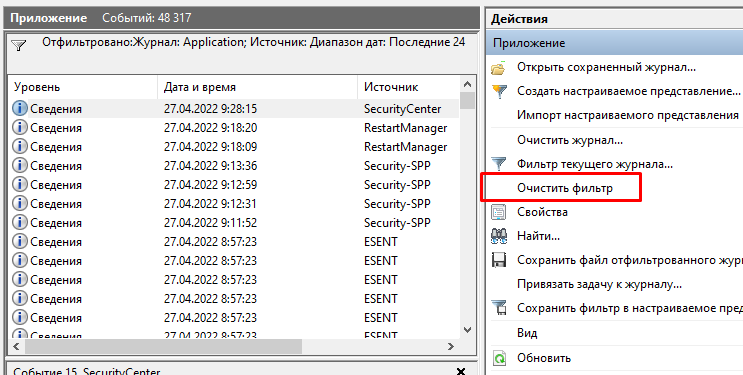 Приложение Событий: 48 317
Отфильтровано:Журнал: Application; Источник: Диапазон дат: Последние 24
Уровень Дата и время Источник
Сведения 27.04.2022 9:28:15 SecurityCenter
Сведения 27.04.2022 9:18:20 RestartManager
Сведения 27.04.2022 9:18:09 RestartManager
Сведения 27.04.2022 9:13:36 Security-SPP
Сведения 27.04.2022 9:12:59 Security-SPP
Сведения 27.04.2022 9:12:31 Security-SPP
Сведения 27.04.2022 9:11:52 Security-SPP
Сведения 27.04.2022 8:57:23 ESENT
Сведения 27.04.2022 8:57:23 ESENT
Сведения 27.04.2022 8:57:23 ESENT
Сведения 27.04.2022 8:57:23 ESENT
Сведения 27.04.2022 8:57:23 ESENT
Событие 15, SecurityCenter
Действия
Приложение
Открыть сохраненный журнал...
Создать настраиваемое представление...
Импорт настраиваемого представления
Очистить журнал...
Фильтр текущего журнала...
Очистить фильтр
Свойства
Найти...
Сохранить файл отфильтрованного журн
Привязать задачу к журналу...
Сохранить фильтр в настраиваемое пред
Вид
Обновить